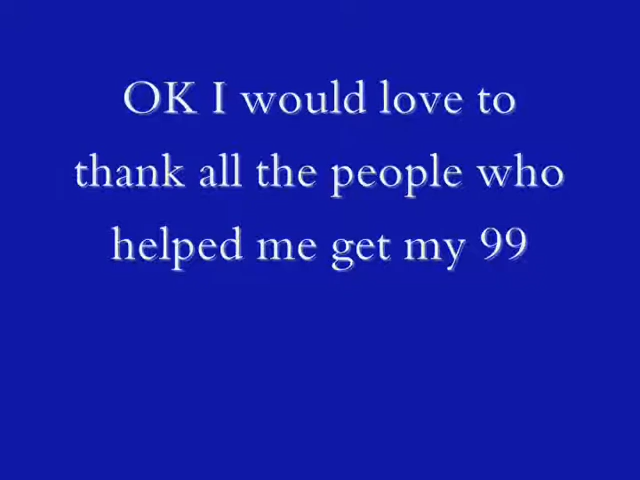 OK I would love to
thank all the people who
helped me get my 99